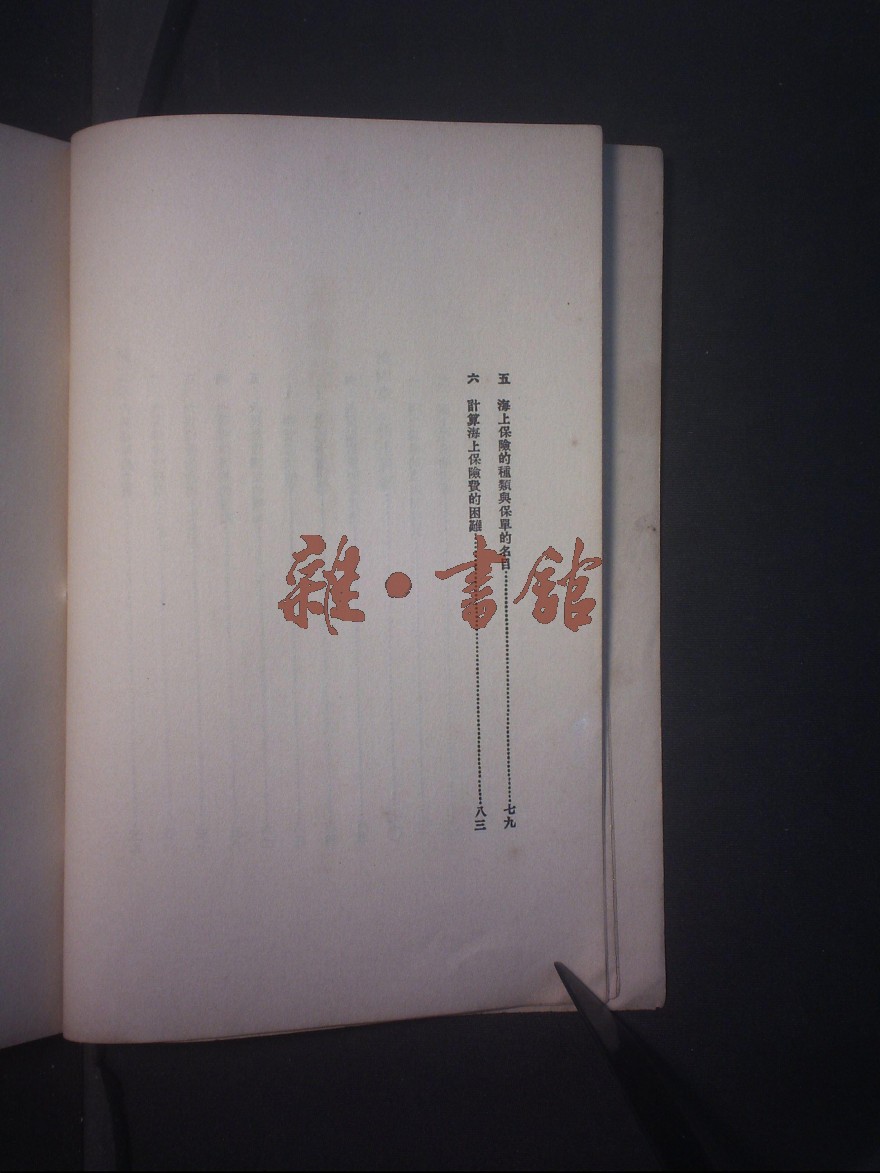 五　海上保險的種類與保單的名目…………七九
六　計算海上保險費的困難…………八三
雜·書館